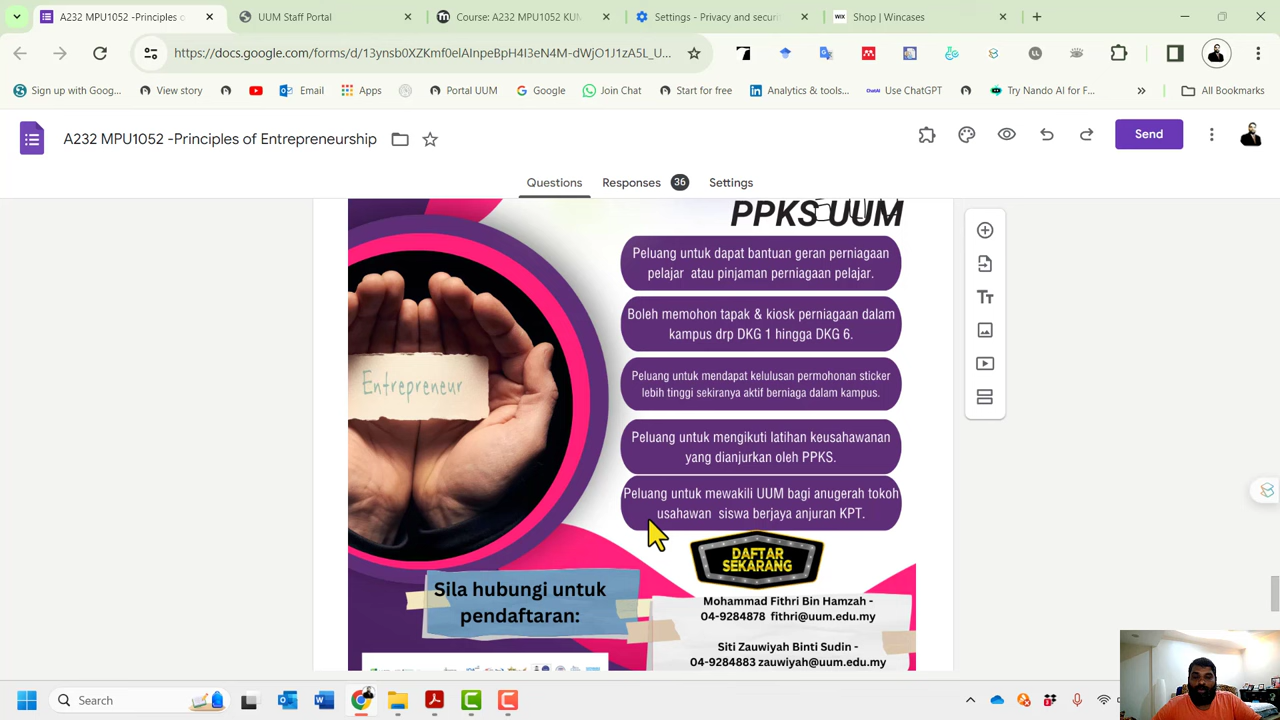 UUM Staff Portal
Course: A232 MPU1052 KUM
Settings - Privacy and securi
WIX
Shop | Website
https://docs.google.com/forms/d/13ynsb0XZKmf0elAlnpeBpH4I3eN4M-dWjO1J1zA5L_U...
Sign up with Goog...
View story
Email
Apps
Portal UUM
Google
Join Chat
Start for free
Analytics & tools...
ChatAI
Use ChatGPT
Try Nando AI for F...
All Bookmarks
A232 MPU1052 -Principles of Entrepreneurship
Send
Questions
Responses 36
Settings
PPKS UUM
Peluang untuk dapat bantuan geran perniagaan
pelajar atau pinjaman perniagaan pelajar.
Boleh memohon tapak & kiosk perniagaan dalam
kampus drp DKG 1 hingga DKG 6.
Peluang untuk mendapat kelulusan permohonan sticker
lebih tinggi sekiranya aktif berniaga dalam kampus.
Entrepreneur
Peluang untuk mengikuti latihan keusahawanan
yang dianjurkan oleh PPKS.
Peluang untuk mewakili UUM bagi anugerah tokoh
usahawan siswa berjaya anjuran KPT.
DAFTAR
SEKARANG
Sila hubungi untuk
pendaftaran:
Mohammad Fithri Bin Hamzah -
04-9284878 fithri@uum.edu.my
Siti Zauwiyah Binti Sudin -
04-9284883 zauwiyah@uum.edu.my
Search